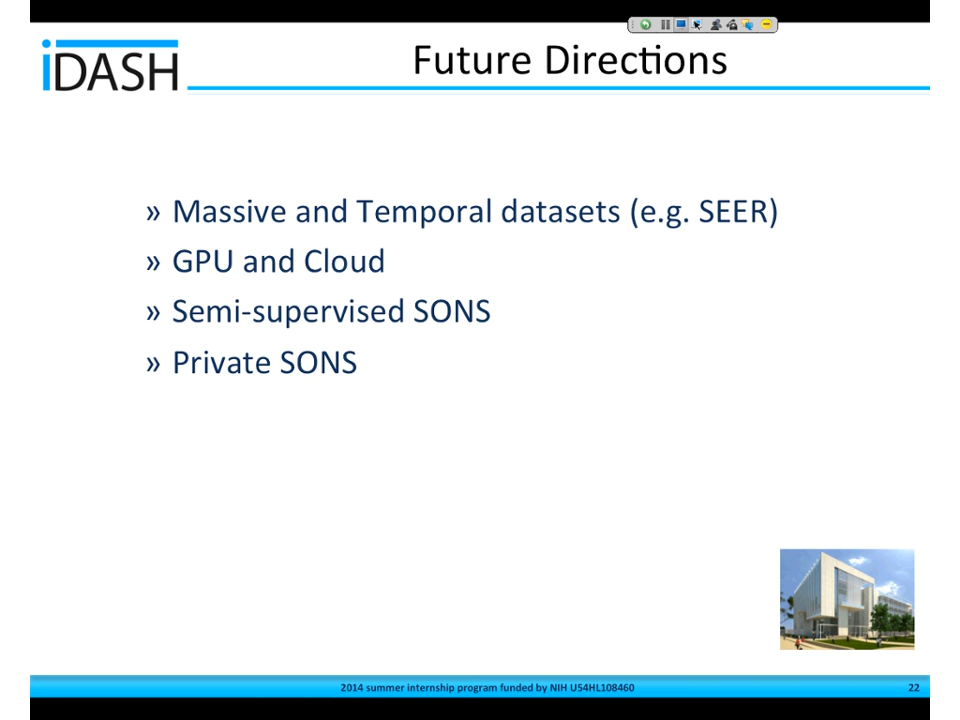 iDASH
Future Directions
» Massive and Temporal datasets (e.g. SEER)
» GPU and Cloud
» Semi-supervised SONS
» Private SONS
2014 summer internship program funded by NIH U54HL108460
22